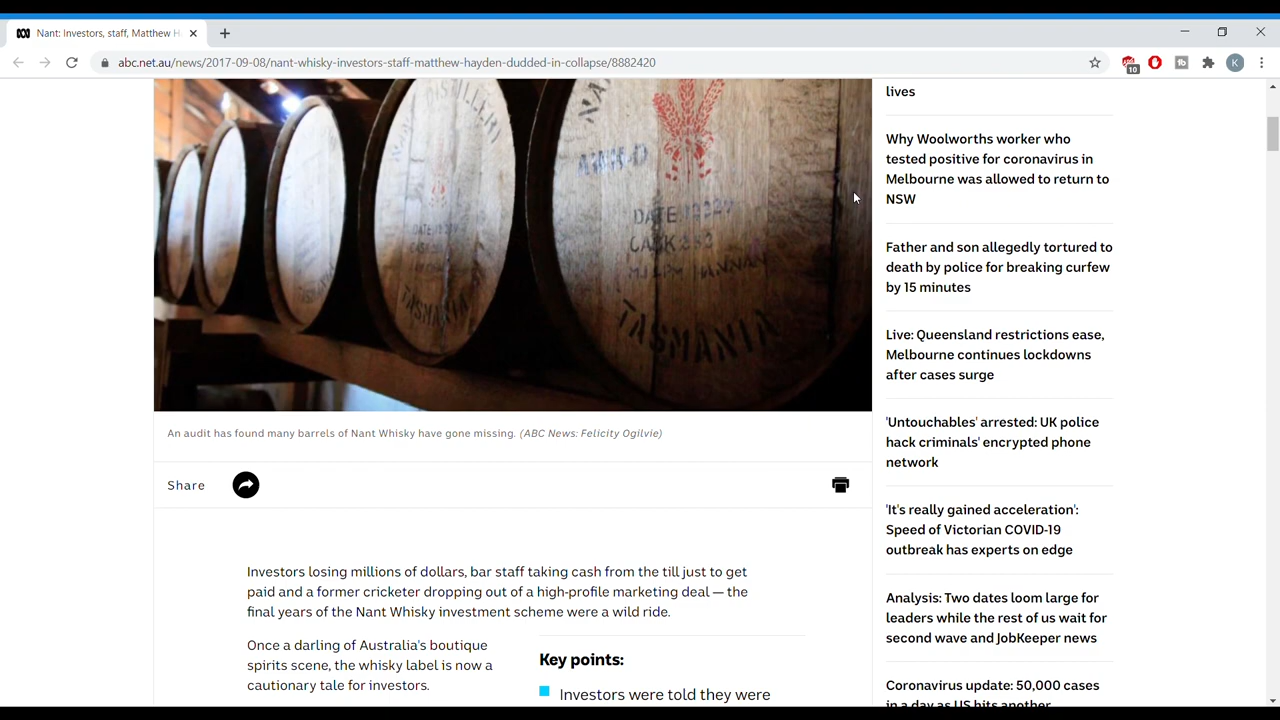 Nant: Investors, staff, Matthew H
abc.net.au/news/2017-09-08/nant-whisky-investors-staff-matthew-hayden-dudded-in-collapse/8882420
10
K
DATE
CASK
TASMANIA
An audit has found many barrels of Nant Whisky have gone missing. (ABC News: Felicity Ogilvie)
Share
Investors losing millions of dollars, bar staff taking cash from the till just to get
paid and a former cricketer dropping out of a high-profile marketing deal — the
final years of the Nant Whisky investment scheme were a wild ride.
Once a darling of Australia's boutique
spirits scene, the whisky label is now a
cautionary tale for investors.
Key points:
Investors were told they were
lives
Why Woolworths worker who
tested positive for coronavirus in
Melbourne was allowed to return to
NSW
Father and son allegedly tortured to
death by police for breaking curfew
by 15 minutes
Live: Queensland restrictions ease,
Melbourne continues lockdowns
after cases surge
'Untouchables' arrested: UK police
hack criminals' encrypted phone
network
'It's really gained acceleration':
Speed of Victorian COVID-19
outbreak has experts on edge
Analysis: Two dates loom large for
leaders while the rest of us wait for
second wave and JobKeeper news
Coronavirus update: 50,000 cases
in a day as US hits another